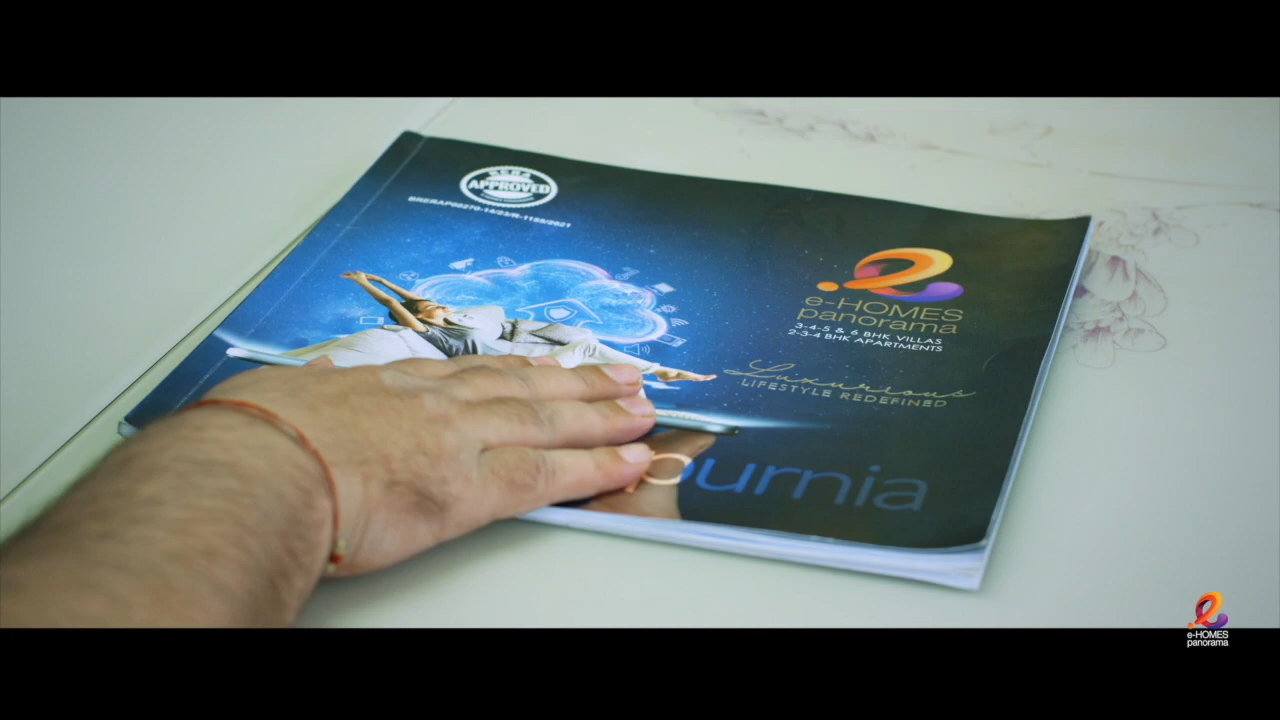 APPROVED
e-HOMES
panorama
3-4-5 & 6 BHK VILLAS
2-3-4 BHK APARTMENTS
Luxurious
LIFESTYLE REDEFINED
purnia
e-HOMES
panorama